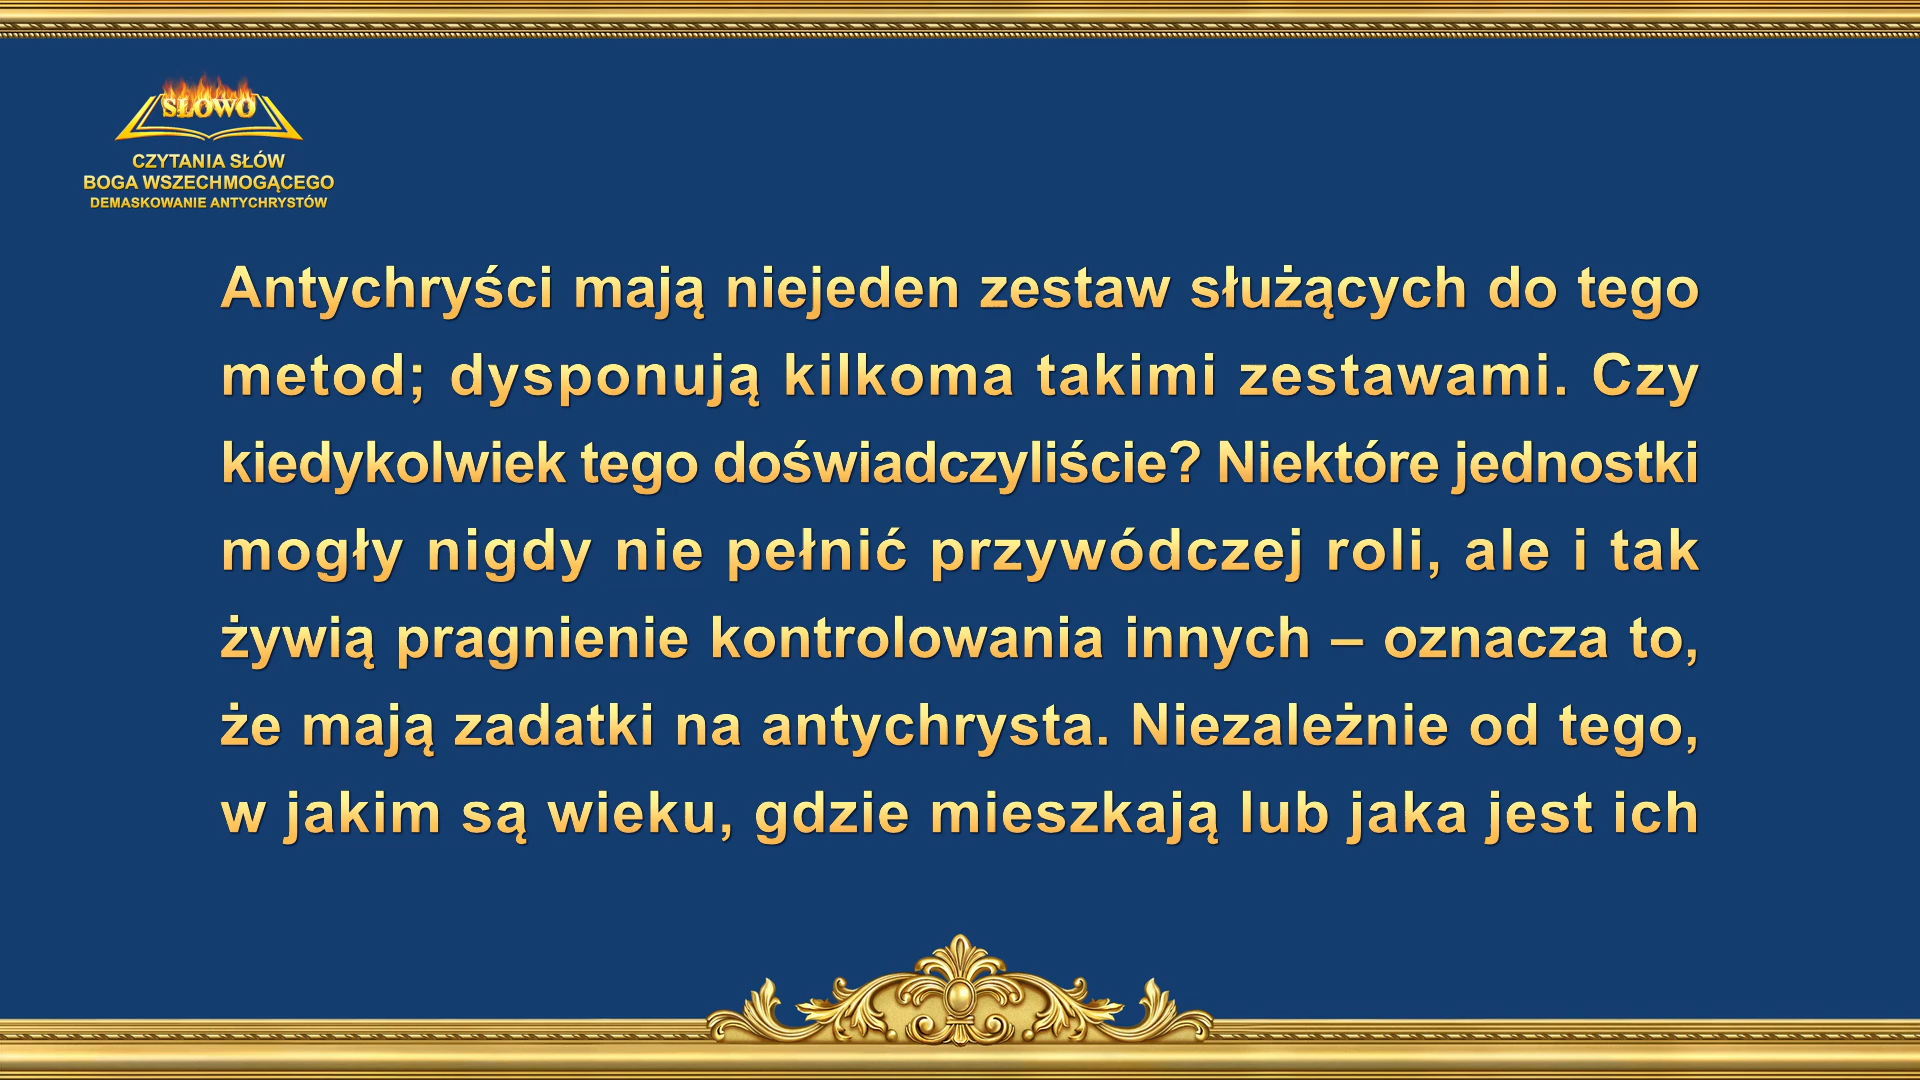 SŁOWO
CZYTANIA SŁÓW
BOGA WSZECHMOGĄCEGO
DEMASKOWANIE ANTYCHRYSTÓW
Antychryści mają niejeden zestaw służących do tego
metod; dysponują kilkoma takimi zestawami. Czy
kiedykolwiek tego doświadczyliście? Niektóre jednostki
mogły nigdy nie pełnić przywódczej roli, ale i tak
żywią pragnienie kontrolowania innych – oznacza to,
że mają zadatki na antychrysta. Niezależnie od tego,
w jakim są wieku, gdzie mieszkają lub jaka jest ich